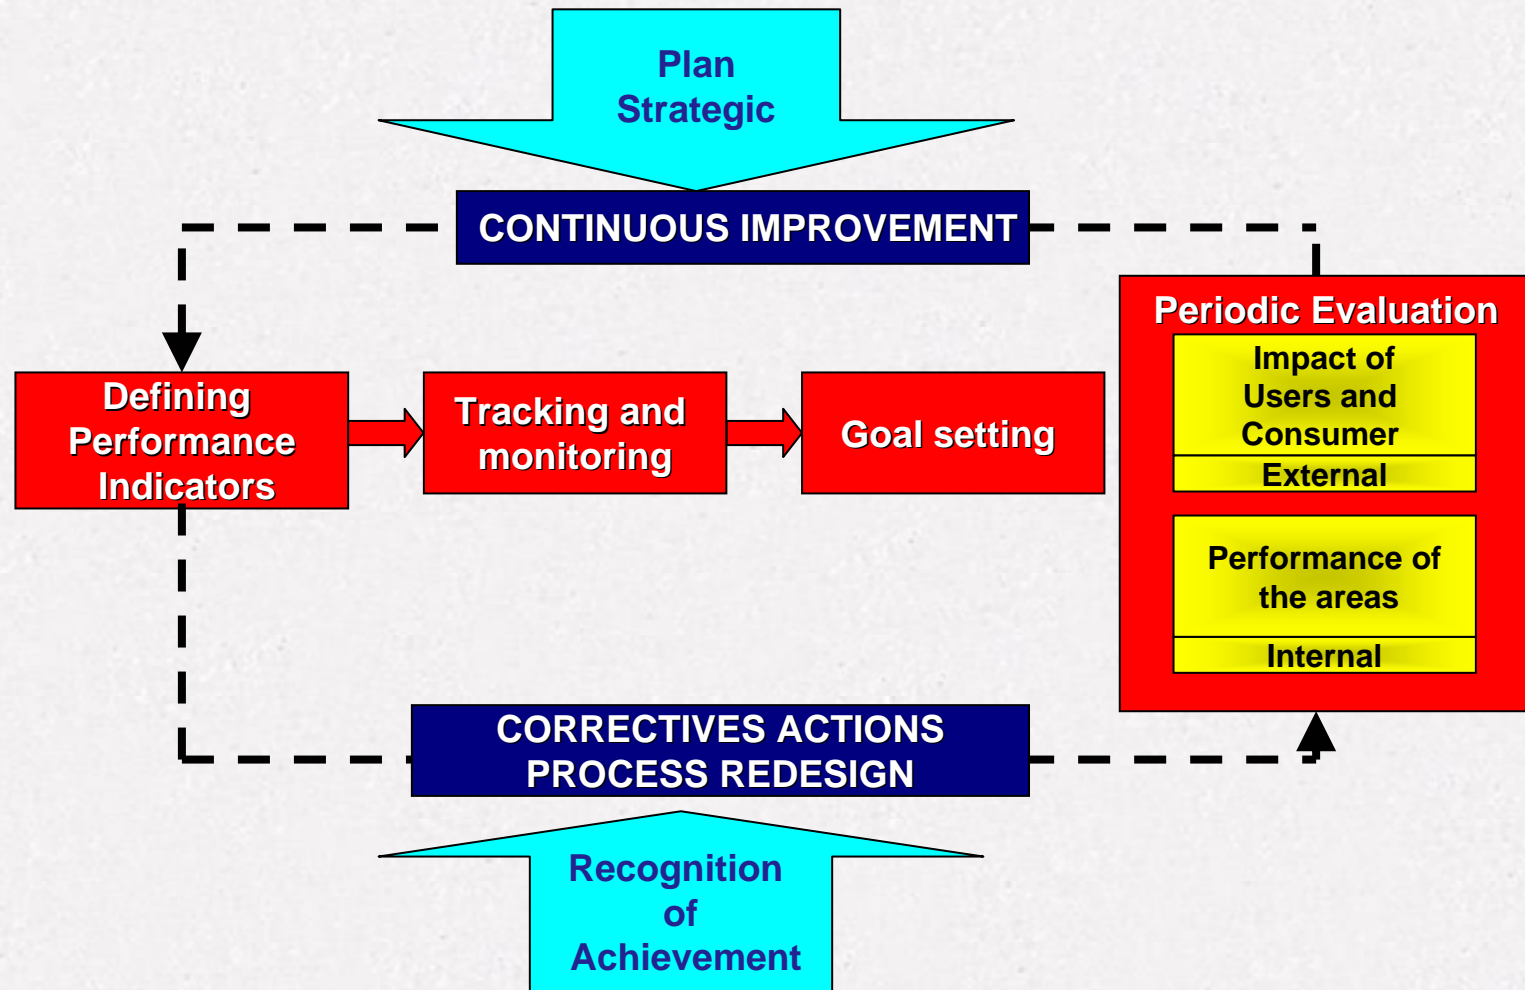 Plan
Strategic
CONTINUOUS IMPROVEMENT
Defining
Performance
Indicators
Tracking and
monitoring
Goal setting
Periodic Evaluation
Impact of
Users and
Consumer
External
Performance of
the areas
Internal
CORRECTIVES ACTIONS
PROCESS REDESIGN
Recognition
of
Achievement